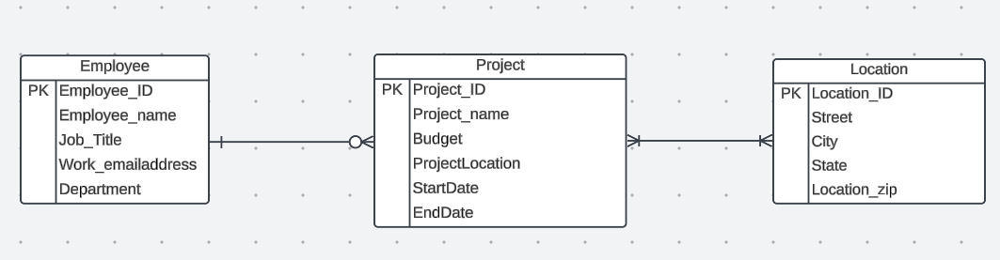 Employee
PK Employee_ID
Employee_name
Job_Title
Work_emailaddress
Department
Project
PK Project_ID
Project_name
Budget
ProjectLocation
StartDate
EndDate
Location
PK Location_ID
Street
City
State
Location_zip